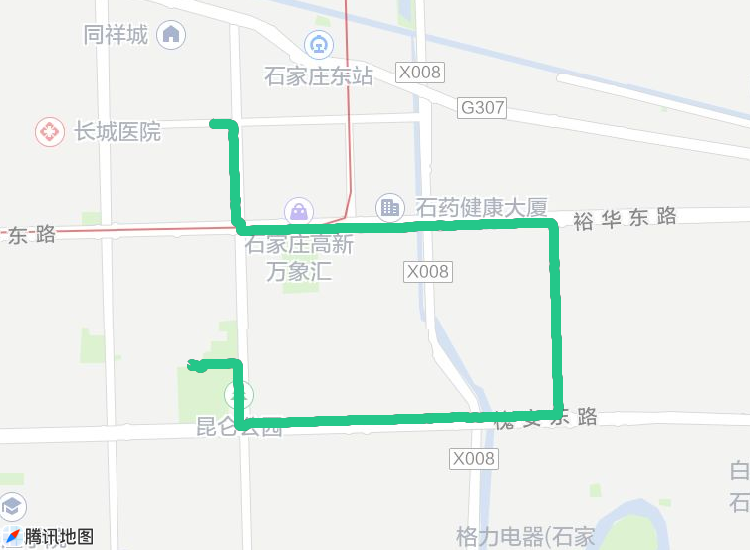 同祥城
石家庄东站
X008
G307
长城医院
石药健康大厦
裕华东路
东路
石家庄高新
万象汇
X008
昆仑公园
槐安东路
X008
白
石
格力电器(石家
腾讯地图